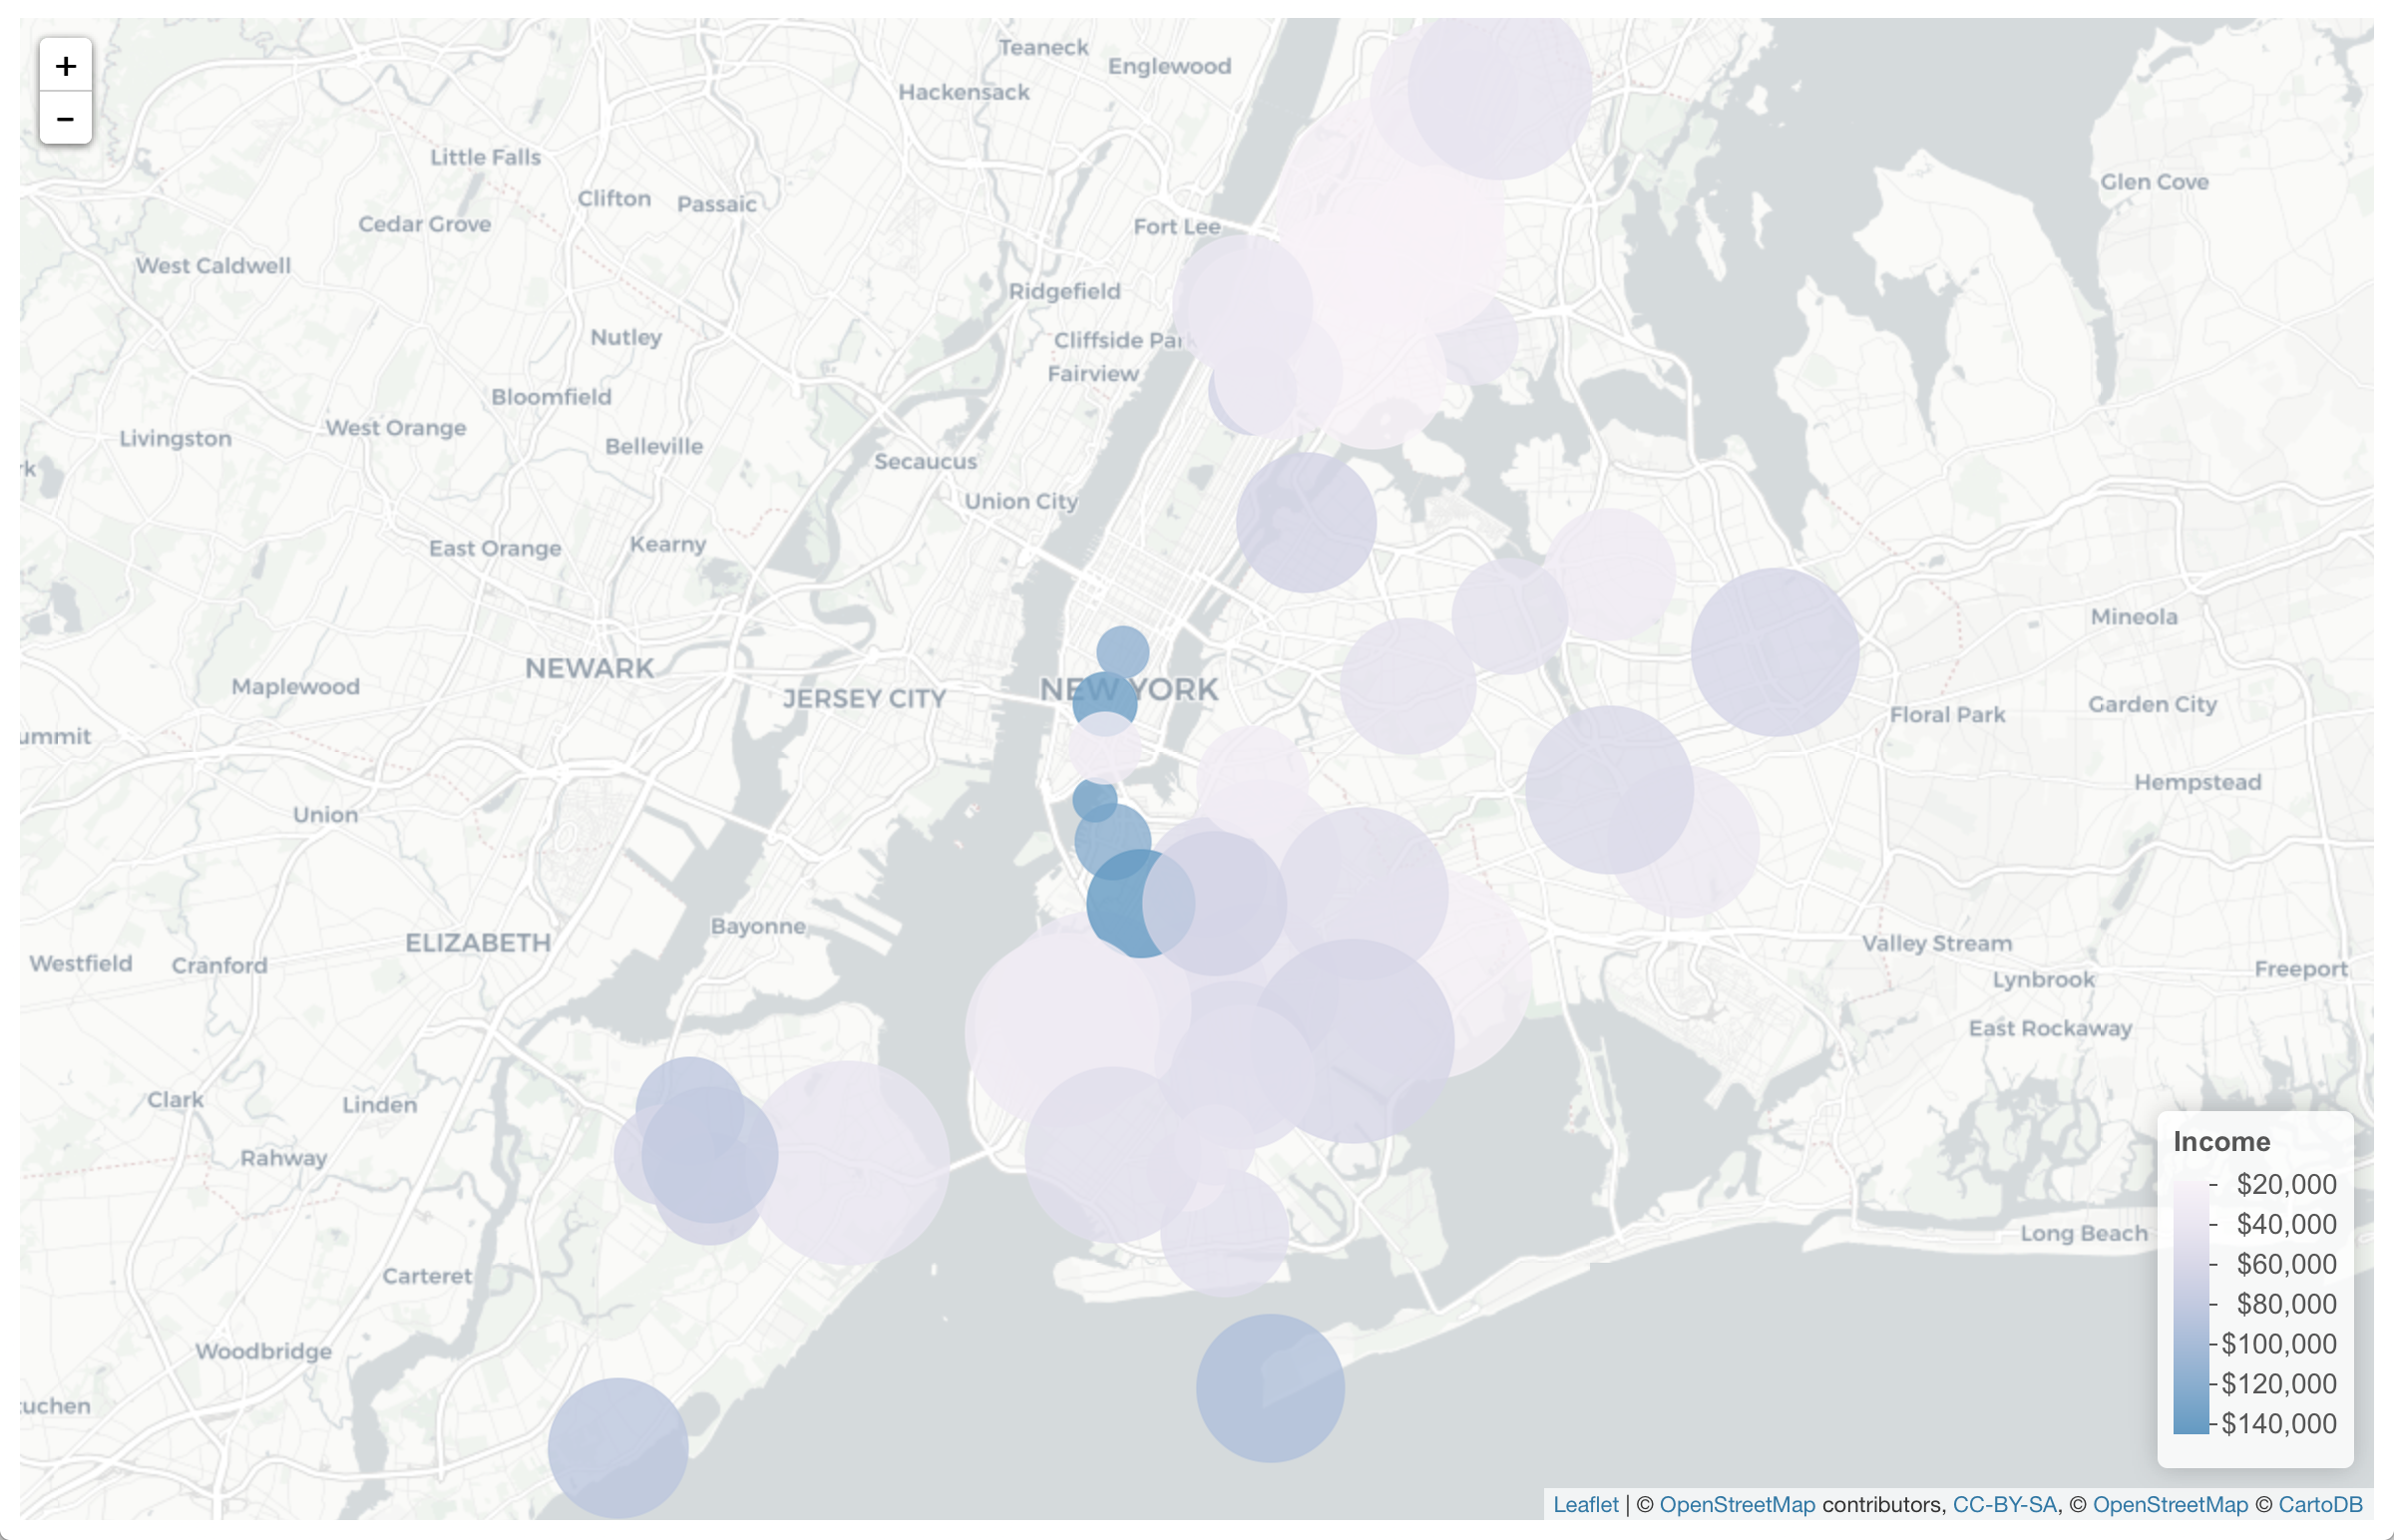 +
−
Teaneck
Englewood
Hackensack
Little Falls
Glen Cove
Clifton
Passaic
Cedar Grove
Fort Lee
West Caldwell
Ridgefield
Nutley
Cliffside Par
Fairview
Bloomfield
West Orange
Livingston
Belleville
Secaucus
rk
Union City
East Orange
Kearny
Mineola
NEWARK
Maplewood
JERSEY CITY
NEW YORK
Garden City
Floral Park
ummit
Hempstead
Union
Bayonne
ELIZABETH
Valley Stream
Westfield
Cranford
Freeport
Lynbrook
East Rockaway
Clark
Linden
Rahway
Long Beach
Carteret
Woodbridge
tuchen
Income
$20,000
$40,000
$60,000
$80,000
$100,000
$120,000
$140,000
Leaflet | © OpenStreetMap contributors, CC-BY-SA, © OpenStreetMap © CartoDB